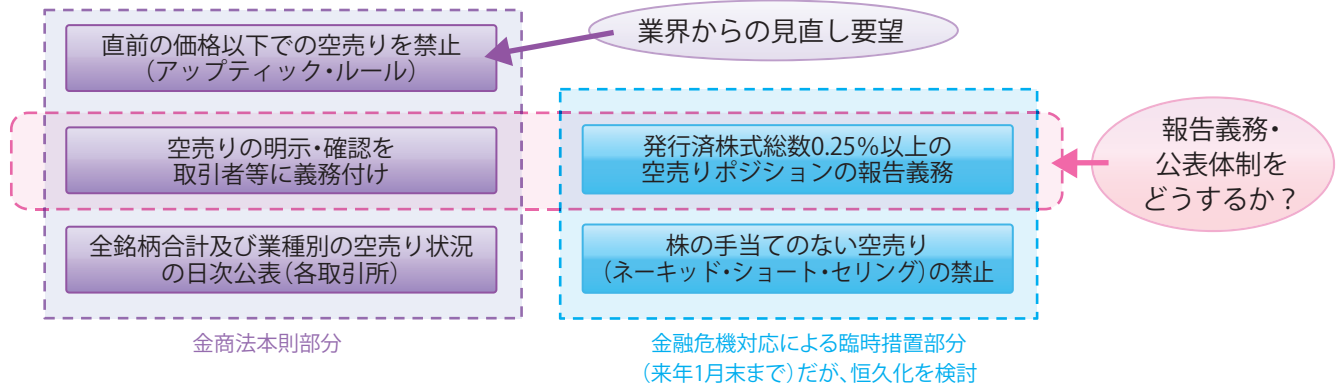 直前の価格以下での空売りを禁止
（アップティック・ルール）
業界からの見直し要望
空売りの明示・確認を
取引者等に義務付け
発行済株式総数0.25％以上の
空売りポジションの報告義務
報告義務・
公表体制を
どうするか？
全銘柄合計及び業種別の空売り状況
の日次公表（各取引所）
株の手当てのない空売り
（ネーキッド・ショート・セリング）の禁止
金商法本則部分
金融危機対応による臨時措置部分
（来年1月末まで）だが、恒久化を検討